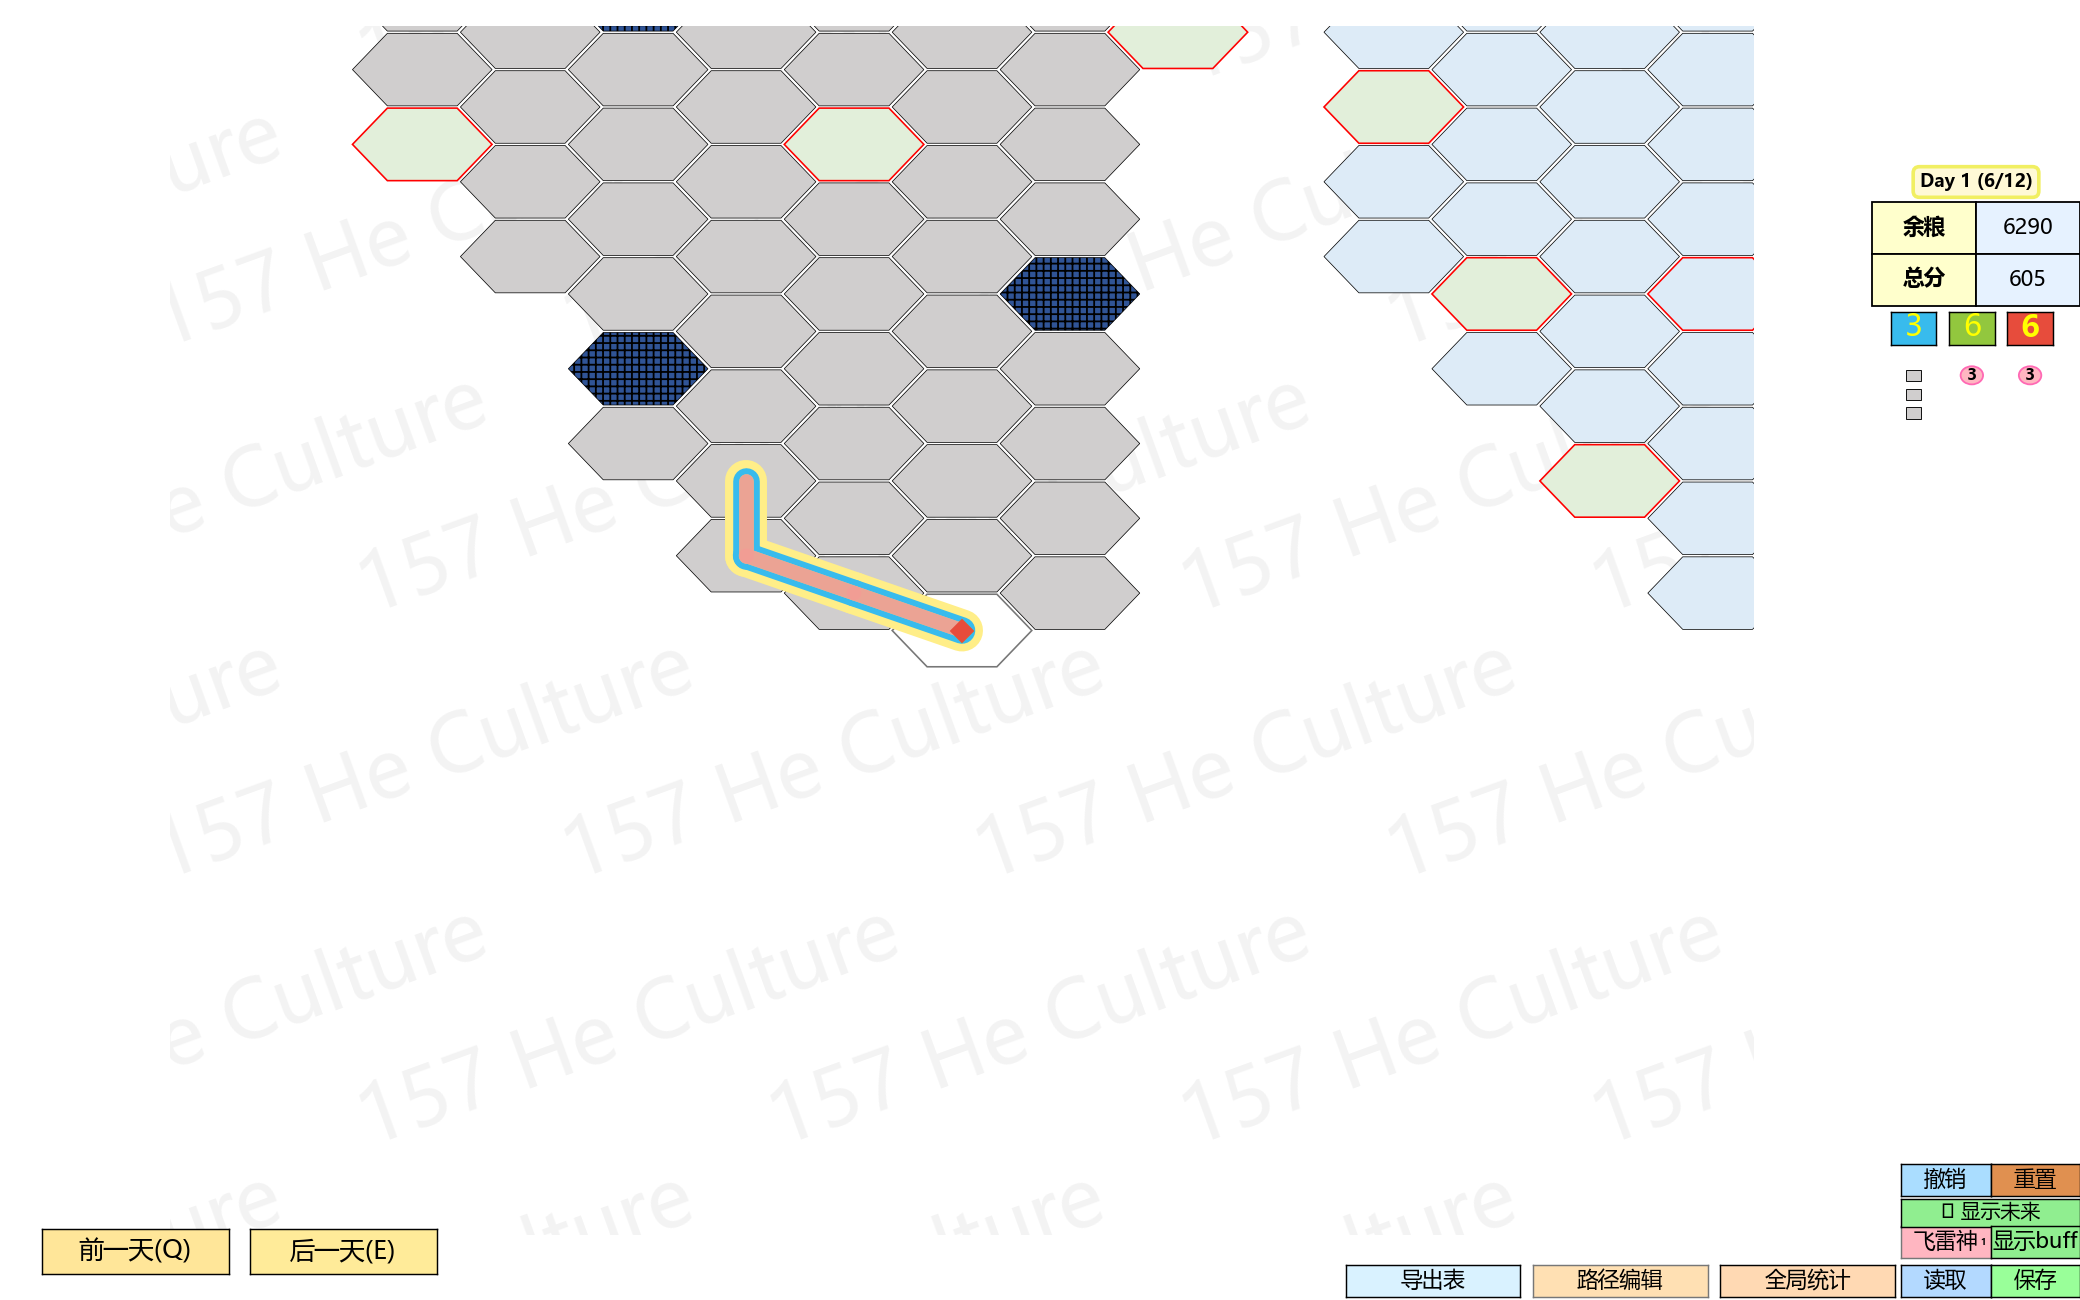 Day 1 (6/12)
余粮 6290
总分 605
3 6 6
3 3
157 He Culture
撤销 重置
显示未来
飞雷神 1 显示buff
前一天(Q) 后一天(E)
导出表 路径编辑 全局统计 读取 保存